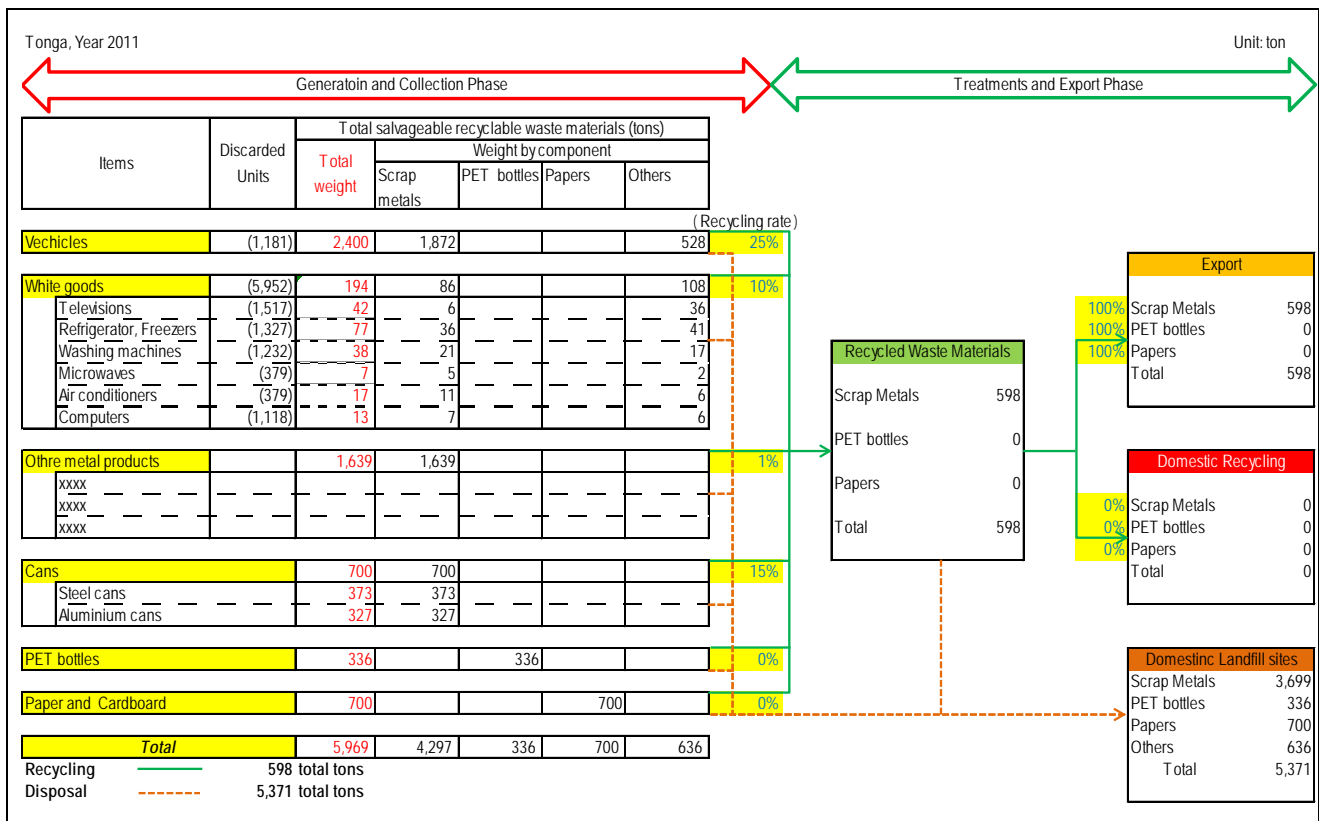 Tonga, Year 2011 Unit: ton
Generatoin and Collection Phase Treatments and Export Phase
Items Discarded Units Total salvageable recyclable waste materials (tons)
Total weight Weight by component
Scrap metals PET bottles Papers Others
(Recycling rate)
Vechicles (1,181) 2,400 1,872 528 25%
White goods (5,952) 194 86 108 10%
Televisions (1,517) 42 6 36
Refrigerator, Freezers (1,327) 77 36 41
Washing machines (1,232) 38 21 17
Microwaves (379) 7 5 2
Air conditioners (379) 17 11 6
Computers (1,118) 13 7 6
Othre metal products 1,639 1,639 1%
xxxx
xxxx
xxxx
Cans 700 700 15%
Steel cans 373 373
Aluminium cans 327 327
PET bottles 336 336 0%
Paper and Cardboard 700 700 0%
Total 5,969 4,297 336 700 636
Recycling 598 total tons
Disposal 5,371 total tons
Recycled Waste Materials
Scrap Metals 598
PET bottles 0
Papers 0
Total 598
Export
100% Scrap Metals 598
100% PET bottles 0
100% Papers 0
Total 598
Domestic Recycling
0% Scrap Metals 0
0% PET bottles 0
0% Papers 0
Total 0
Domestinc Landfill sites
Scrap Metals 3,699
PET bottles 336
Papers 700
Others 636
Total 5,371